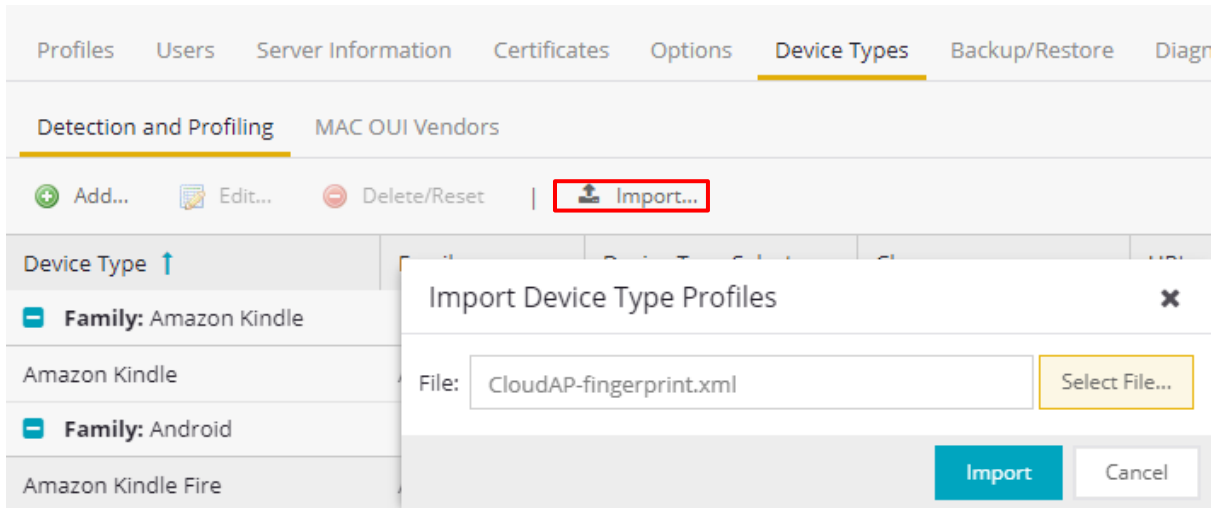 Profiles Users Server Information Certificates Options Device Types Backup/Restore Diagn
Detection and Profiling MAC OUI Vendors
Add... Edit... Delete/Reset | Import...
Device Type
Import Device Type Profiles
Family: Amazon Kindle
Amazon Kindle
File: CloudAP-fingerprint.xml Select File...
Family: Android
Import Cancel
Amazon Kindle Fire